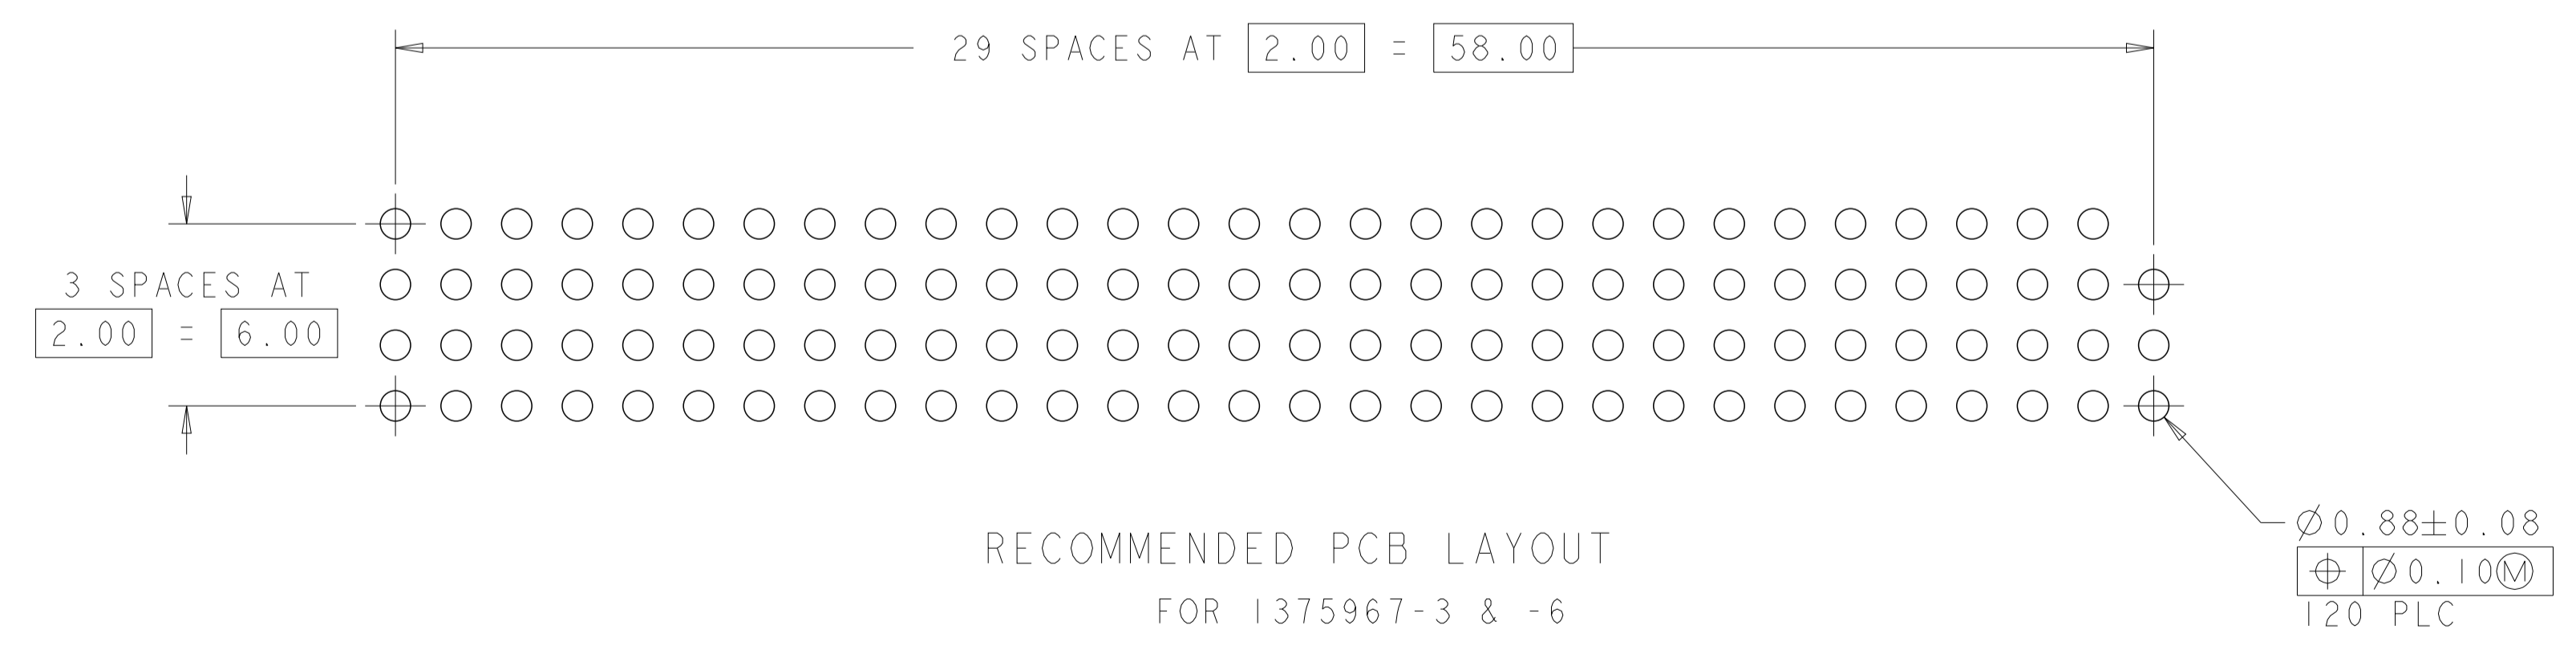 29 SPACES AT 2.00 = 58.00
3 SPACES AT
2.00 = 6.00
Ø0.88±0.08
⌖ Ø0.10Ⓜ
120 PLC
RECOMMENDED PCB LAYOUT
FOR 1375967-3 & -6